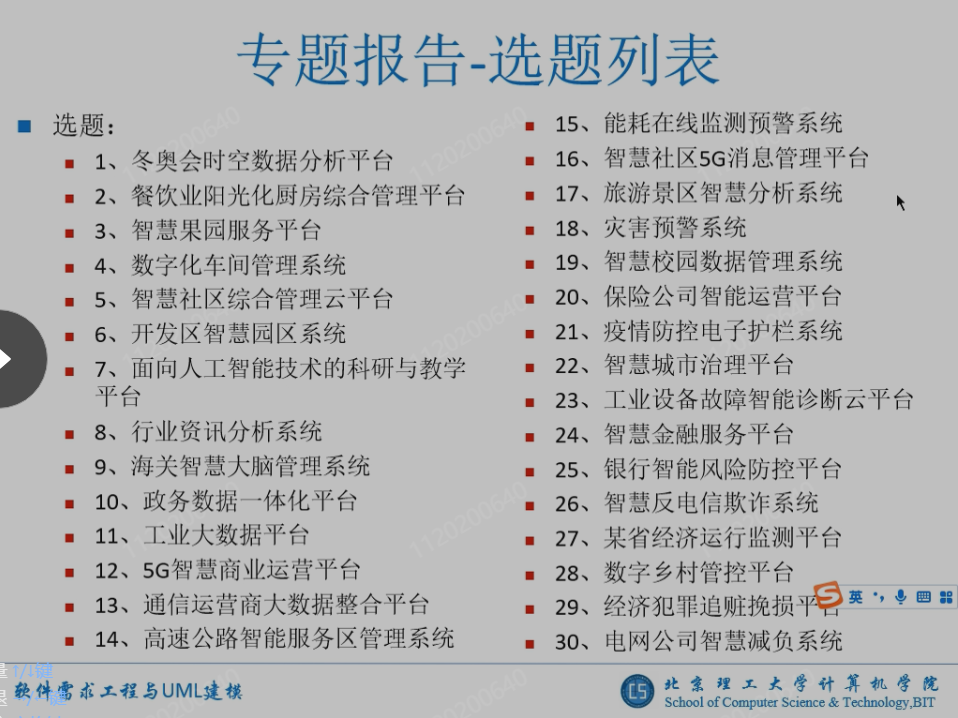 专题报告-选题列表
选题：
1、冬奥会时空数据分析平台
2、餐饮业阳光化厨房综合管理平台
3、智慧果园服务平台
4、数字化车间管理系统
5、智慧社区综合管理云平台
6、开发区智慧园区系统
7、面向人工智能技术的科研与教学
平台
8、行业资讯分析系统
9、海关智慧大脑管理系统
10、政务数据一体化平台
11、工业大数据平台
12、5G智慧商业运营平台
13、通信运营商大数据整合平台
14、高速公路智能服务区管理系统
15、能耗在线监测预警系统
16、智慧社区5G消息管理平台
17、旅游景区智慧分析系统
18、灾害预警系统
19、智慧校园数据管理系统
20、保险公司智能运营平台
21、疫情防控电子护栏系统
22、智慧城市治理平台
23、工业设备故障智能诊断云平台
24、智慧金融服务平台
25、银行智能风险防控平台
26、智慧反电信欺诈系统
27、某省经济运行监测平台
28、数字乡村管控平台
29、经济犯罪追赃挽损平台
30、电网公司智慧减负系统
英
软件需求工程与UML建模
北京理工大学计算机学院
School of Computer Science & Technology,BIT
1120200640